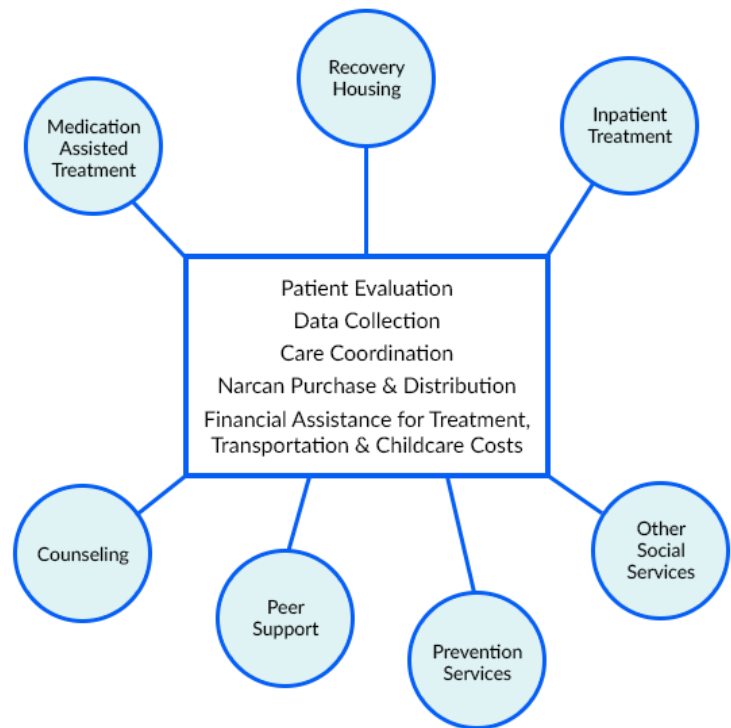 Recovery
Housing
Medication
Assisted
Treatment
Inpatient
Treatment
Patient Evaluation
Data Collection
Care Coordination
Narcan Purchase & Distribution
Financial Assistance for Treatment,
Transportation & Childcare Costs
Counseling
Peer
Support
Prevention
Services
Other
Social
Services